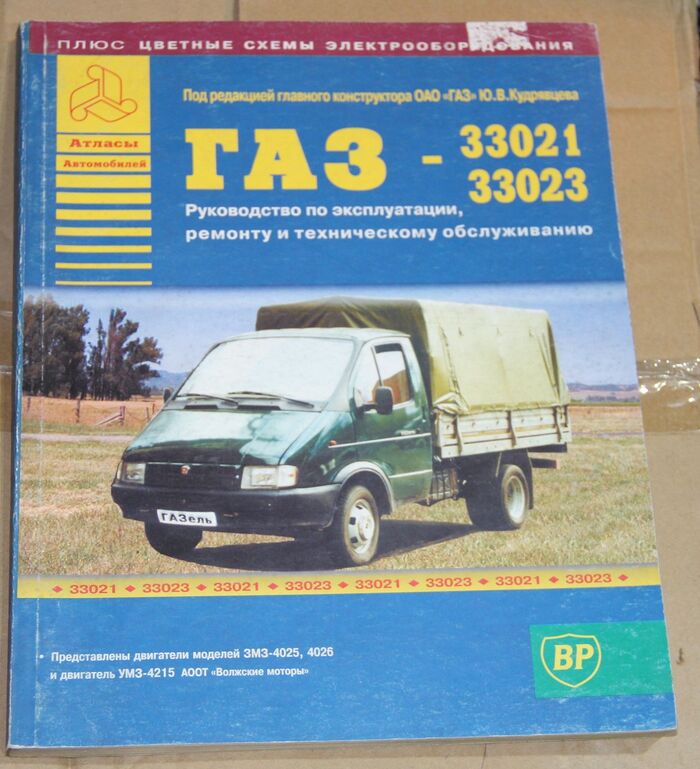 ПЛЮС ЦВЕТНЫЕ СХЕМЫ ЭЛЕКТРООБОРУДОВАНИЯ
Под редакцией главного конструктора ОАО «ГАЗ» Ю.В.Кудрявцева
Атласы
Автомобилей
ГАЗ - 33021
33023
Руководство по эксплуатации,
ремонту и техническому обслуживанию
ГАЗель
33021 33023 33021 33023 33021 33023 33021 33023
• Представлены двигатели моделей ЗМЗ-4025, 4026
и двигатель УМЗ-4215 АООТ «Волжские моторы»
BP